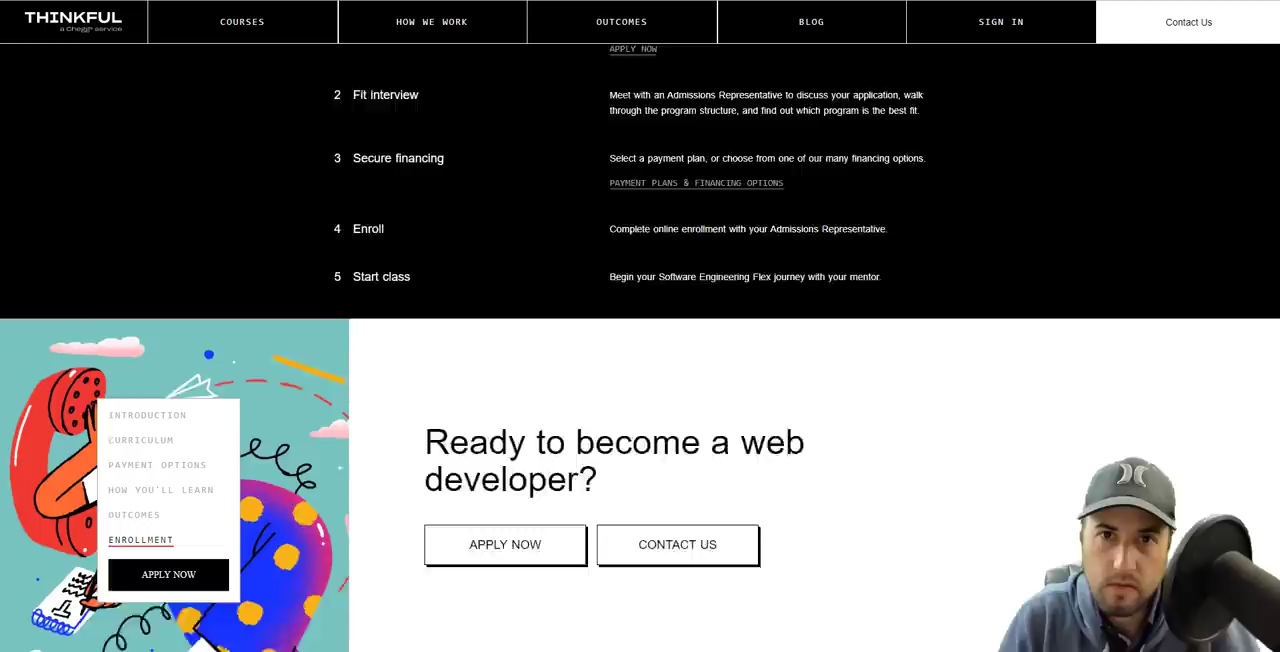 THINKFUL
a Chegg service
COURSES
HOW WE WORK
OUTCOMES
BLOG
SIGN IN
Contact Us
APPLY NOW
2 Fit interview
Meet with an Admissions Representative to discuss your application, walk
through the program structure, and find out which program is the best fit.
3 Secure financing
Select a payment plan, or choose from one of our many financing options.
PAYMENT PLANS & FINANCING OPTIONS
4 Enroll
Complete online enrollment with your Admissions Representative.
5 Start class
Begin your Software Engineering Flex journey with your mentor.
INTRODUCTION
CURRICULUM
PAYMENT OPTIONS
HOW YOU'LL LEARN
OUTCOMES
ENROLLMENT
APPLY NOW
Ready to become a web
developer?
APPLY NOW
CONTACT US